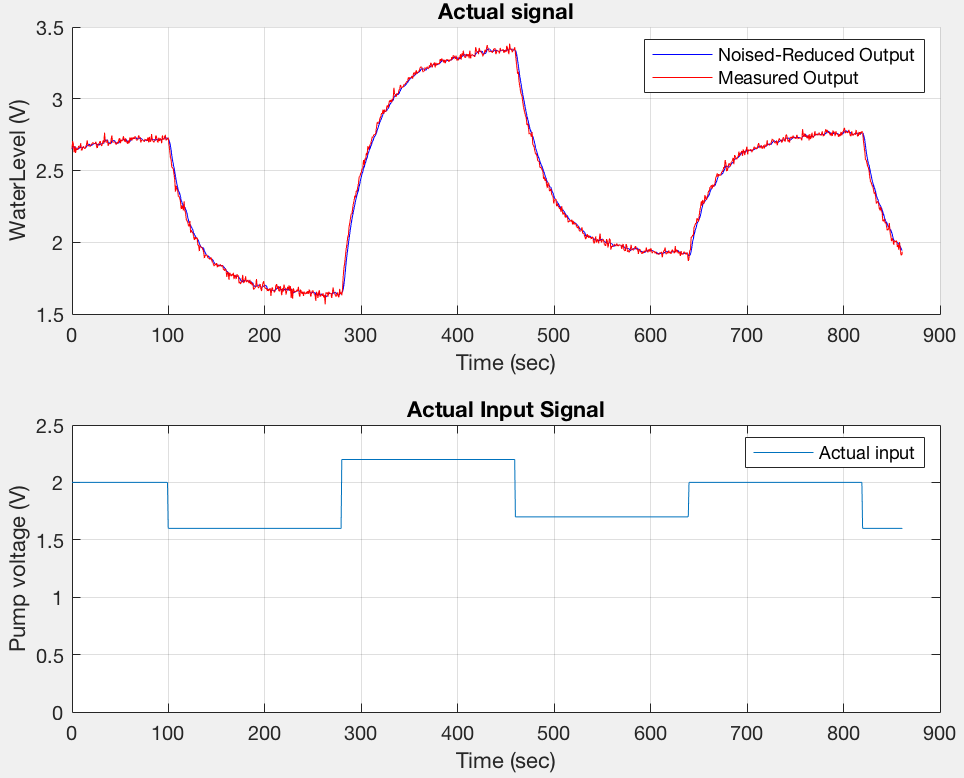 Actual signal
3.5
3
2.5
2
1.5
WaterLevel (V)
Noised-Reduced Output
Measured Output
0 100 200 300 400 500 600 700 800 900
Time (sec)
Actual Input Signal
2.5
2
1.5
1
0.5
0
Pump voltage (V)
Actual input
0 100 200 300 400 500 600 700 800 900
Time (sec)